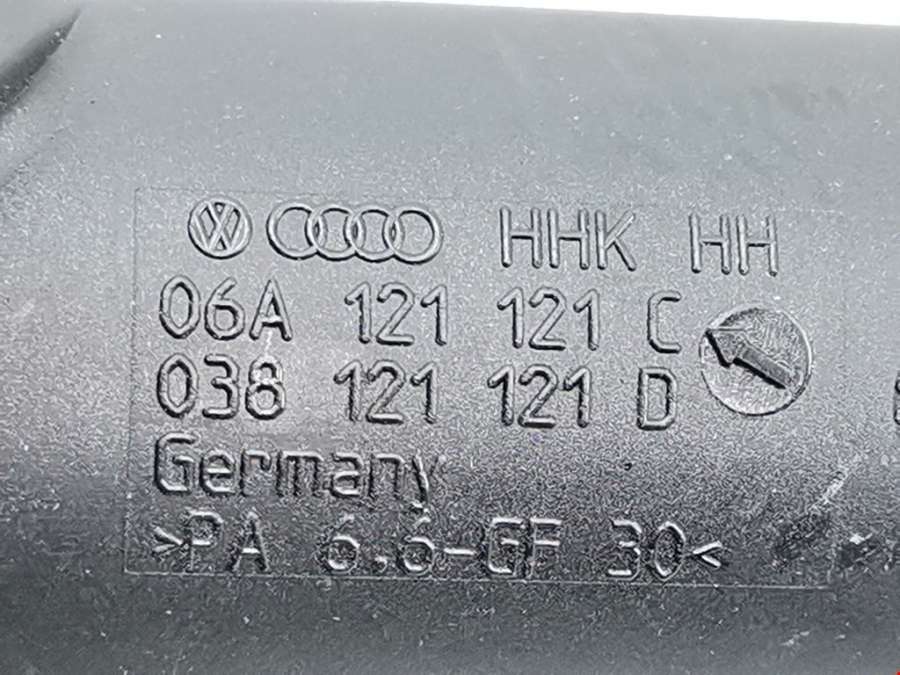 HHK HH
06A 121 121 C
038 121 121 D
Germany
>PA 6.6-GF 30<